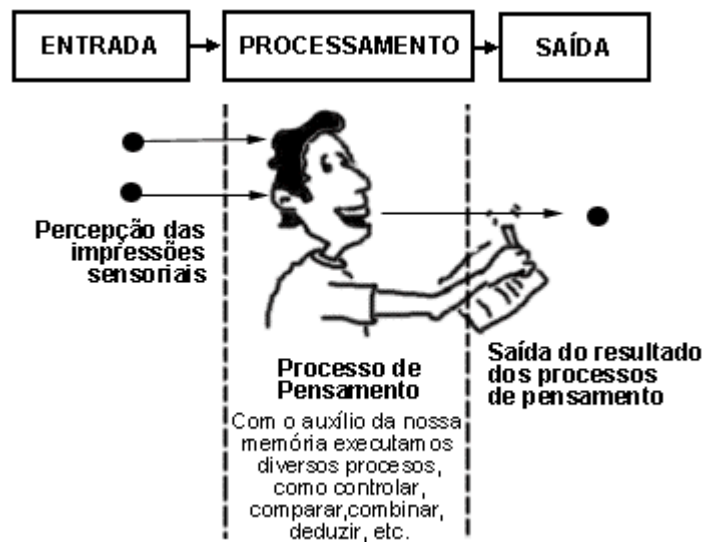 ENTRADA
PROCESSAMENTO
SAÍDA
Percepção das
impressões
sensoriais
Processo de
Pensamento
Com o auxílio da nossa
memória executamos
diversos procesos,
como controlar,
comparar,combinar,
deduzir, etc.
Saída do resultado
dos processos
de pensamento